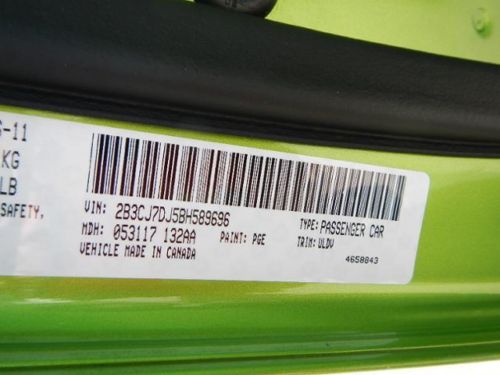 6-11
KG
LB
SAFETY,
VIN: 2B3CJ7DJ5BH589696
MDH: 053117 132AA PAINT: PGE
VEHICLE MADE IN CANADA
TYPE: PASSENGER CAR
TRIM: ULDV
4658843